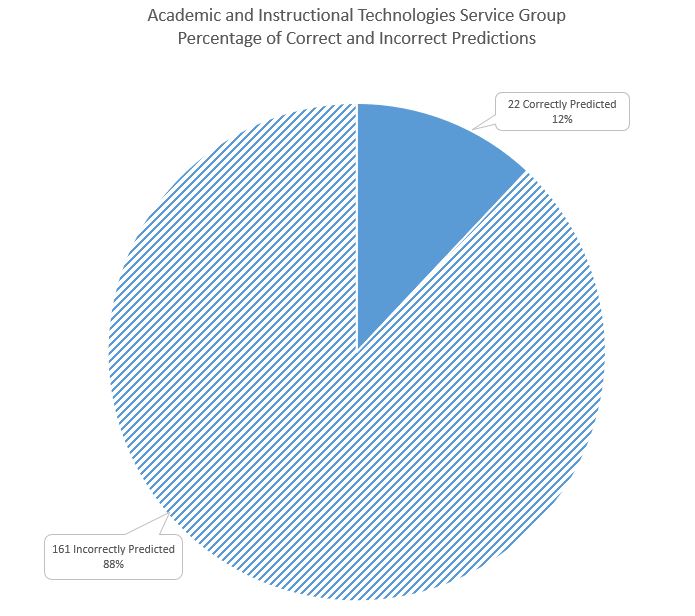 Academic and Instructional Technologies Service Group
Percentage of Correct and Incorrect Predictions
22 Correctly Predicted
12%
161 Incorrectly Predicted
88%